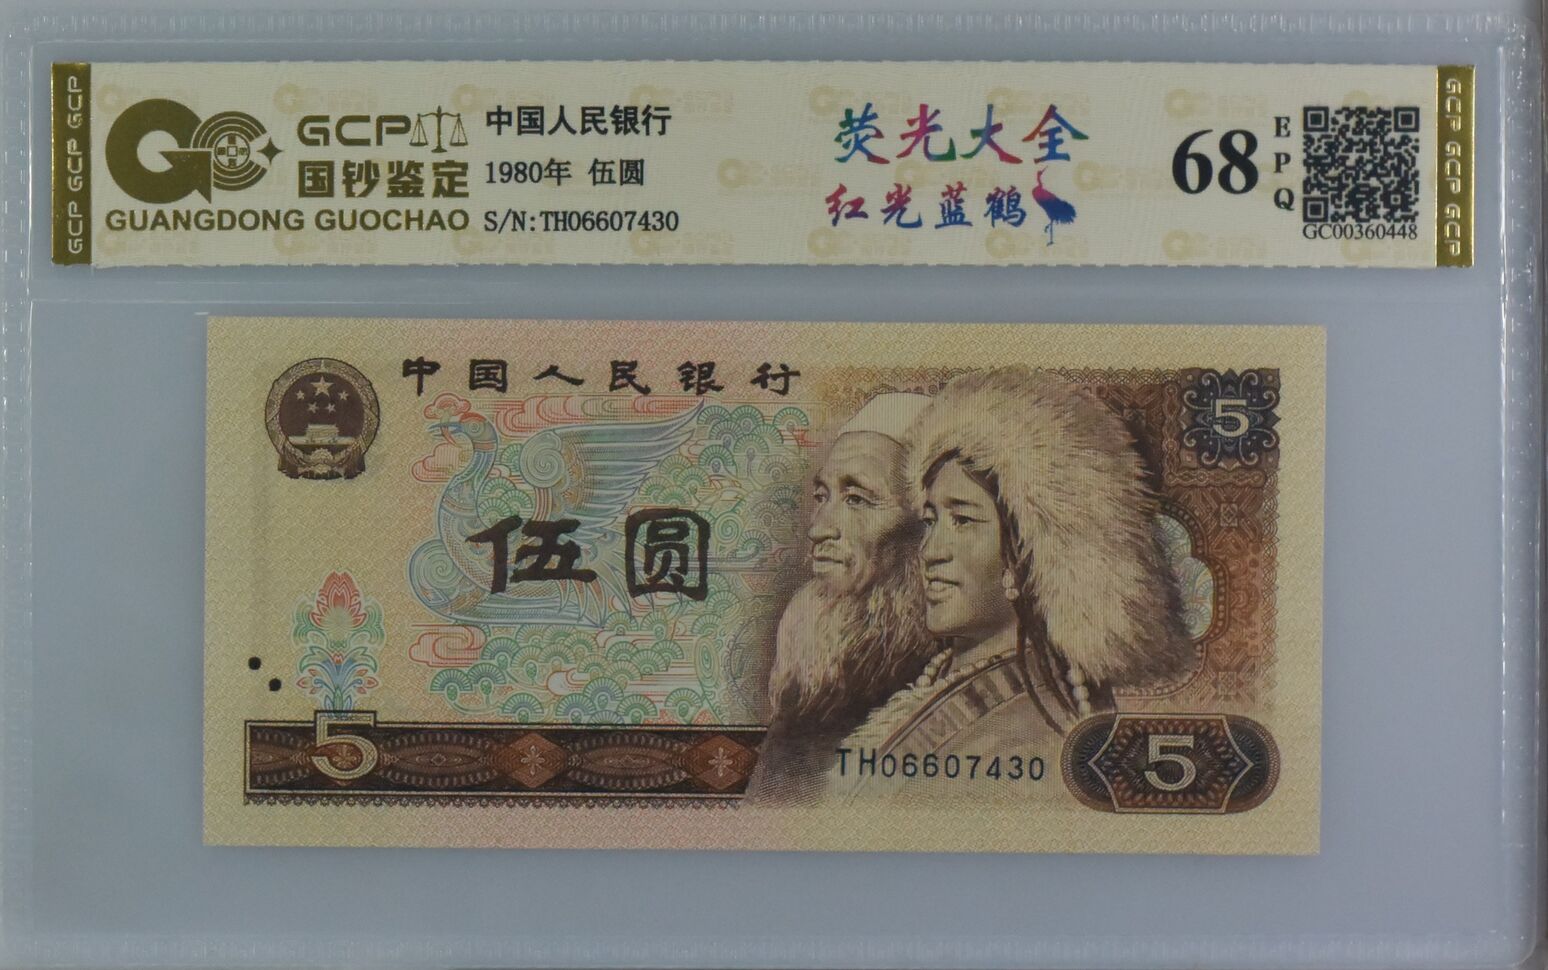 GCP GCP GCP
GCP
国钞鉴定
GUANGDONG GUOCHAO
中国人民银行
1980年 伍圆
S/N:TH06607430
荧光大全
红光蓝鹤
68
EPQ
GC00360448
GCP GCP GCP
中国人民银行
5
伍圆
5
TH06607430
5